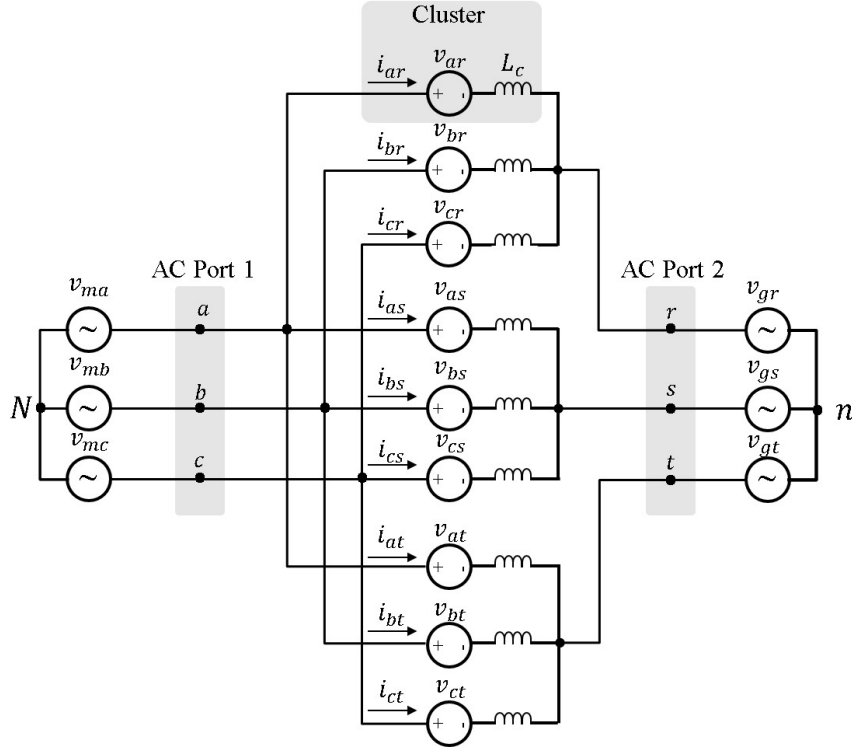 Cluster
i_ar v_ar L_c
+ -
v_br
i_br
+ -
v_cr
i_cr
+ -
AC Port 1 AC Port 2
v_ma a i_as v_as r v_gr
~ + - ~
v_mb b i_bs v_bs s v_gs
N ~ + - ~ n
v_mc c i_cs v_cs t v_gt
~ + - ~
i_at v_at
+ -
i_bt v_bt
+ -
i_ct v_ct
+ -